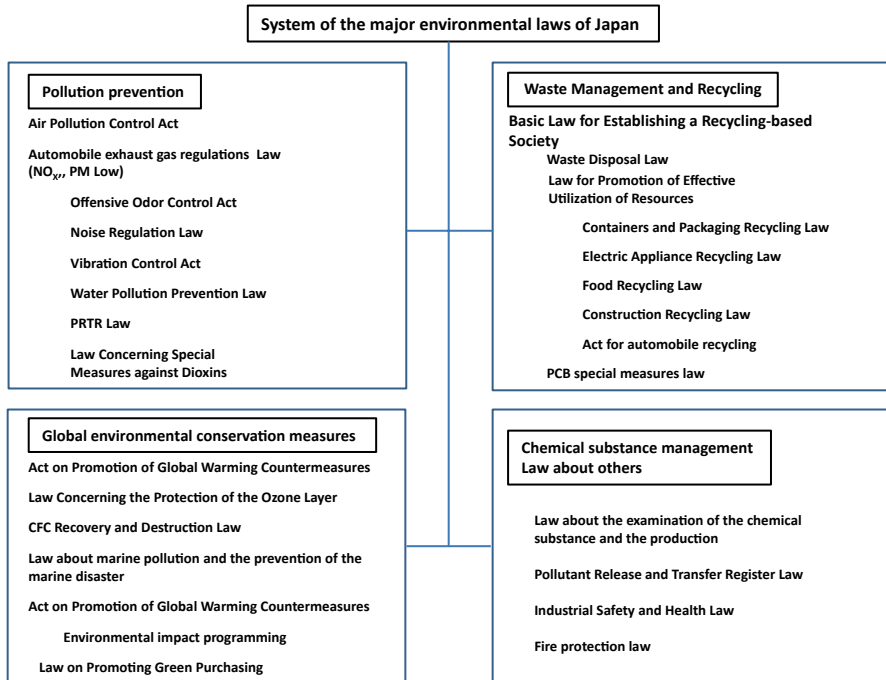 System of the major environmental laws of Japan
Pollution prevention
Air Pollution Control Act
Automobile exhaust gas regulations Law
(NOX,, PM Low)
Offensive Odor Control Act
Noise Regulation Law
Vibration Control Act
Water Pollution Prevention Law
PRTR Law
Law Concerning Special
Measures against Dioxins
Waste Management and Recycling
Basic Law for Establishing a Recycling-based
Society
Waste Disposal Law
Law for Promotion of Effective
Utilization of Resources
Containers and Packaging Recycling Law
Electric Appliance Recycling Law
Food Recycling Law
Construction Recycling Law
Act for automobile recycling
PCB special measures law
Global environmental conservation measures
Act on Promotion of Global Warming Countermeasures
Law Concerning the Protection of the Ozone Layer
CFC Recovery and Destruction Law
Law about marine pollution and the prevention of the
marine disaster
Act on Promotion of Global Warming Countermeasures
Environmental impact programming
Law on Promoting Green Purchasing
Chemical substance management
Law about others
Law about the examination of the chemical
substance and the production
Pollutant Release and Transfer Register Law
Industrial Safety and Health Law
Fire protection law